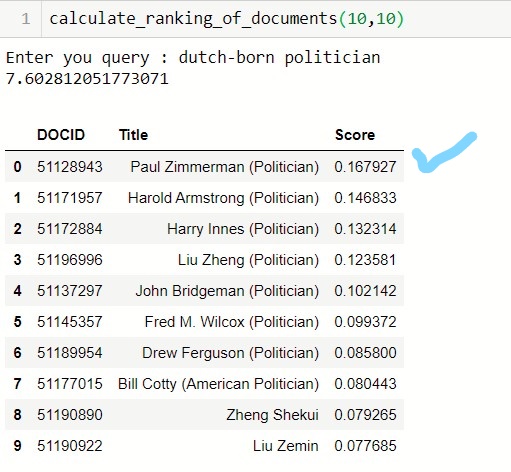 1 calculate_ranking_of_documents(10,10)
Enter you query : dutch-born politician
7.602812051773071
DOCID Title Score
0 51128943 Paul Zimmerman (Politician) 0.167927
1 51171957 Harold Armstrong (Politician) 0.146833
2 51172884 Harry Innes (Politician) 0.132314
3 51196996 Liu Zheng (Politician) 0.123581
4 51137297 John Bridgeman (Politician) 0.102142
5 51145357 Fred M. Wilcox (Politician) 0.099372
6 51189954 Drew Ferguson (Politician) 0.085800
7 51177015 Bill Cotty (American Politician) 0.080443
8 51190890 Zheng Shekui 0.079265
9 51190922 Liu Zemin 0.077685